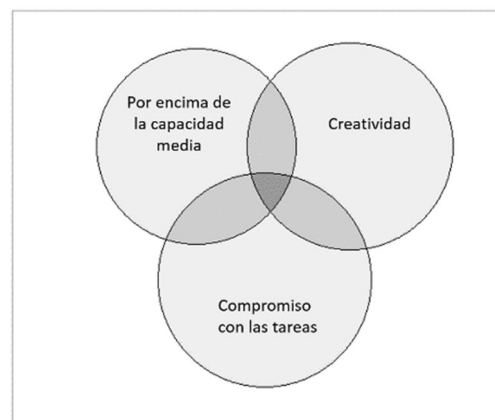 Por encima de
la capacidad
media
Creatividad
Compromiso
con las tareas